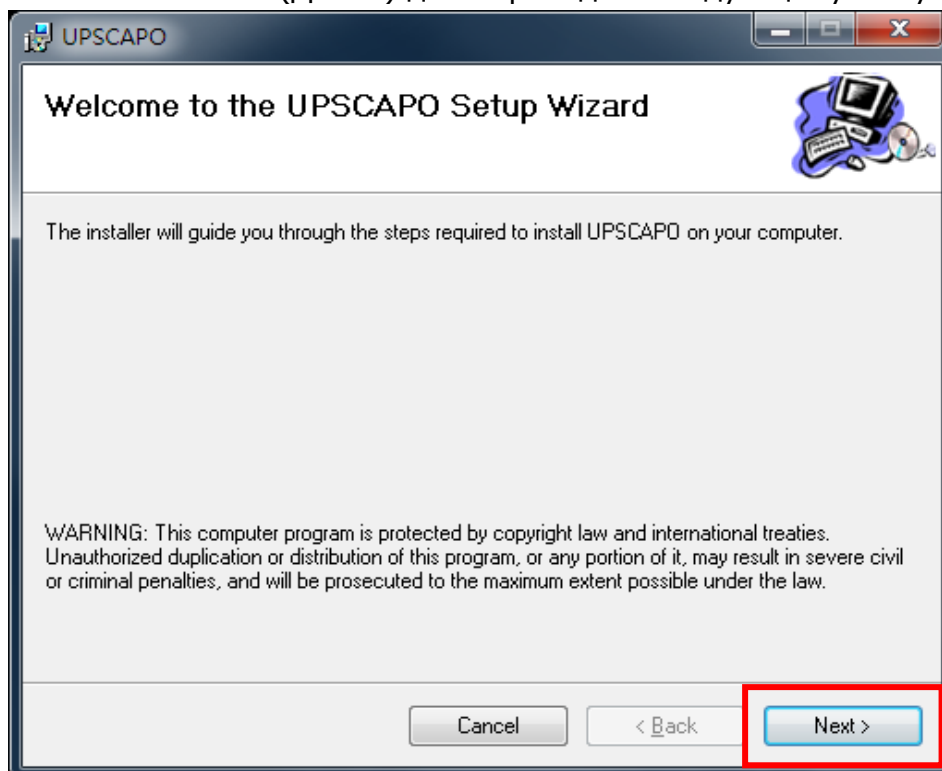 UPSCAPO
Welcome to the UPSCAPO Setup Wizard
The installer will guide you through the steps required to install UPSCAPO on your computer.
WARNING: This computer program is protected by copyright law and international treaties.
Unauthorized duplication or distribution of this program, or any portion of it, may result in severe civil
or criminal penalties, and will be prosecuted to the maximum extent possible under the law.
Cancel
< Back
Next >